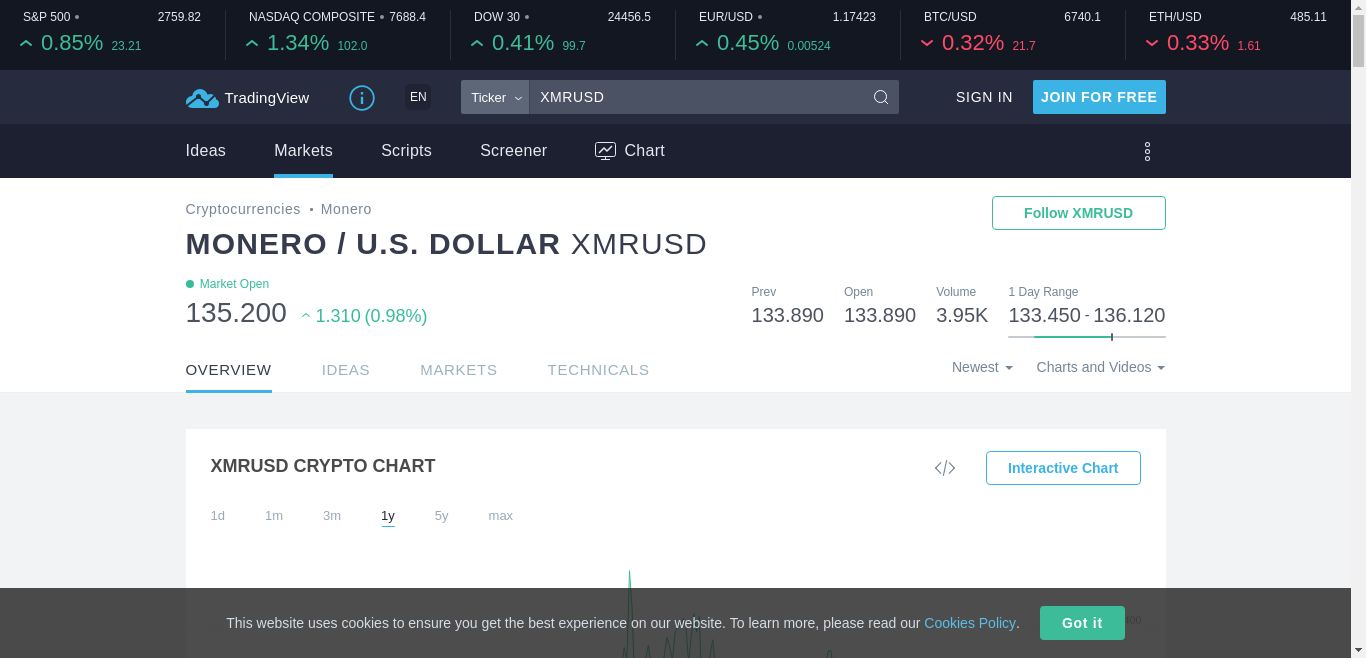 S&P 500 2759.82
0.85% 23.21
NASDAQ COMPOSITE 7688.4
1.34% 102.0
DOW 30 24456.5
0.41% 99.7
EUR/USD 1.17423
0.45% 0.00524
BTC/USD 6740.1
0.32% 21.7
ETH/USD 485.11
0.33% 1.61
TradingView EN Ticker XMRUSD SIGN IN JOIN FOR FREE
Ideas Markets Scripts Screener Chart
Cryptocurrencies • Monero
Follow XMRUSD
MONERO / U.S. DOLLAR XMRUSD
Market Open
135.200 1.310 (0.98%)
Prev Open Volume 1 Day Range
133.890 133.890 3.95K 133.450 - 136.120
OVERVIEW IDEAS MARKETS TECHNICALS
Newest Charts and Videos
XMRUSD CRYPTO CHART
</> Interactive Chart
1d 1m 3m 1y 5y max
This website uses cookies to ensure you get the best experience on our website. To learn more, please read our Cookies Policy. Got it